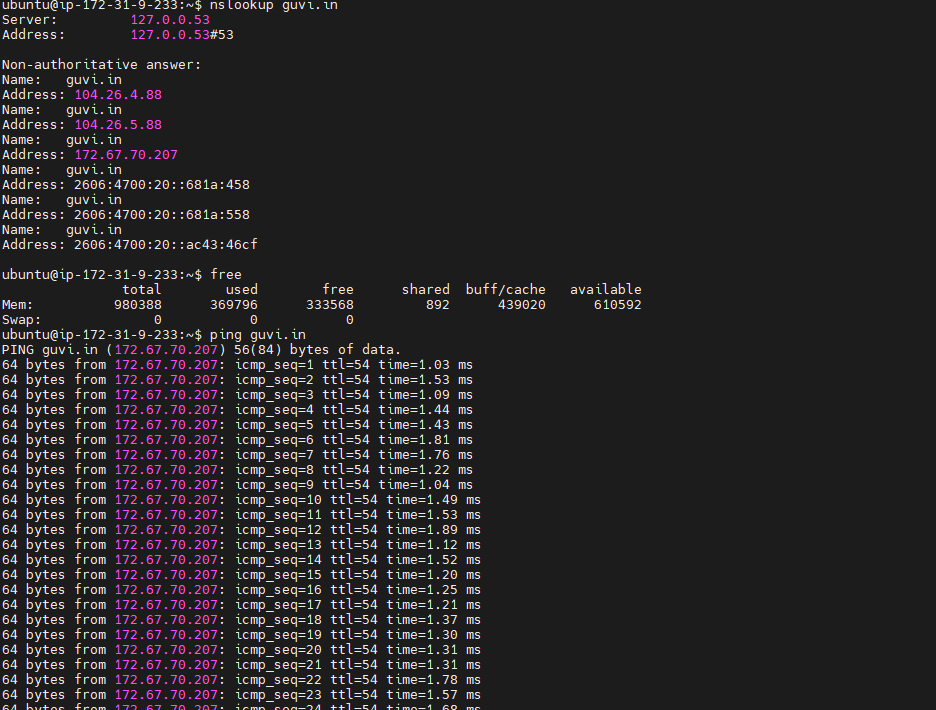 ubuntu@ip-172-31-9-233:~$ nslookup guvi.in
Server:         127.0.0.53
Address:        127.0.0.53#53

Non-authoritative answer:
Name:   guvi.in
Address: 104.26.4.88
Name:   guvi.in
Address: 104.26.5.88
Name:   guvi.in
Address: 172.67.70.207
Name:   guvi.in
Address: 2606:4700:20::681a:458
Name:   guvi.in
Address: 2606:4700:20::681a:558
Name:   guvi.in
Address: 2606:4700:20::ac43:46cf

ubuntu@ip-172-31-9-233:~$ free
               total        used        free      shared  buff/cache   available
Mem:          980388      369796      333568         892      439020      610592
Swap:              0           0           0
ubuntu@ip-172-31-9-233:~$ ping guvi.in
PING guvi.in (172.67.70.207) 56(84) bytes of data.
64 bytes from 172.67.70.207: icmp_seq=1 ttl=54 time=1.03 ms
64 bytes from 172.67.70.207: icmp_seq=2 ttl=54 time=1.53 ms
64 bytes from 172.67.70.207: icmp_seq=3 ttl=54 time=1.09 ms
64 bytes from 172.67.70.207: icmp_seq=4 ttl=54 time=1.44 ms
64 bytes from 172.67.70.207: icmp_seq=5 ttl=54 time=1.43 ms
64 bytes from 172.67.70.207: icmp_seq=6 ttl=54 time=1.81 ms
64 bytes from 172.67.70.207: icmp_seq=7 ttl=54 time=1.76 ms
64 bytes from 172.67.70.207: icmp_seq=8 ttl=54 time=1.22 ms
64 bytes from 172.67.70.207: icmp_seq=9 ttl=54 time=1.04 ms
64 bytes from 172.67.70.207: icmp_seq=10 ttl=54 time=1.49 ms
64 bytes from 172.67.70.207: icmp_seq=11 ttl=54 time=1.53 ms
64 bytes from 172.67.70.207: icmp_seq=12 ttl=54 time=1.89 ms
64 bytes from 172.67.70.207: icmp_seq=13 ttl=54 time=1.12 ms
64 bytes from 172.67.70.207: icmp_seq=14 ttl=54 time=1.52 ms
64 bytes from 172.67.70.207: icmp_seq=15 ttl=54 time=1.20 ms
64 bytes from 172.67.70.207: icmp_seq=16 ttl=54 time=1.25 ms
64 bytes from 172.67.70.207: icmp_seq=17 ttl=54 time=1.21 ms
64 bytes from 172.67.70.207: icmp_seq=18 ttl=54 time=1.37 ms
64 bytes from 172.67.70.207: icmp_seq=19 ttl=54 time=1.30 ms
64 bytes from 172.67.70.207: icmp_seq=20 ttl=54 time=1.31 ms
64 bytes from 172.67.70.207: icmp_seq=21 ttl=54 time=1.31 ms
64 bytes from 172.67.70.207: icmp_seq=22 ttl=54 time=1.78 ms
64 bytes from 172.67.70.207: icmp_seq=23 ttl=54 time=1.57 ms
64 bytes from 172.67.70.207: icmp_seq=24 ttl=54 time=1.68 ms